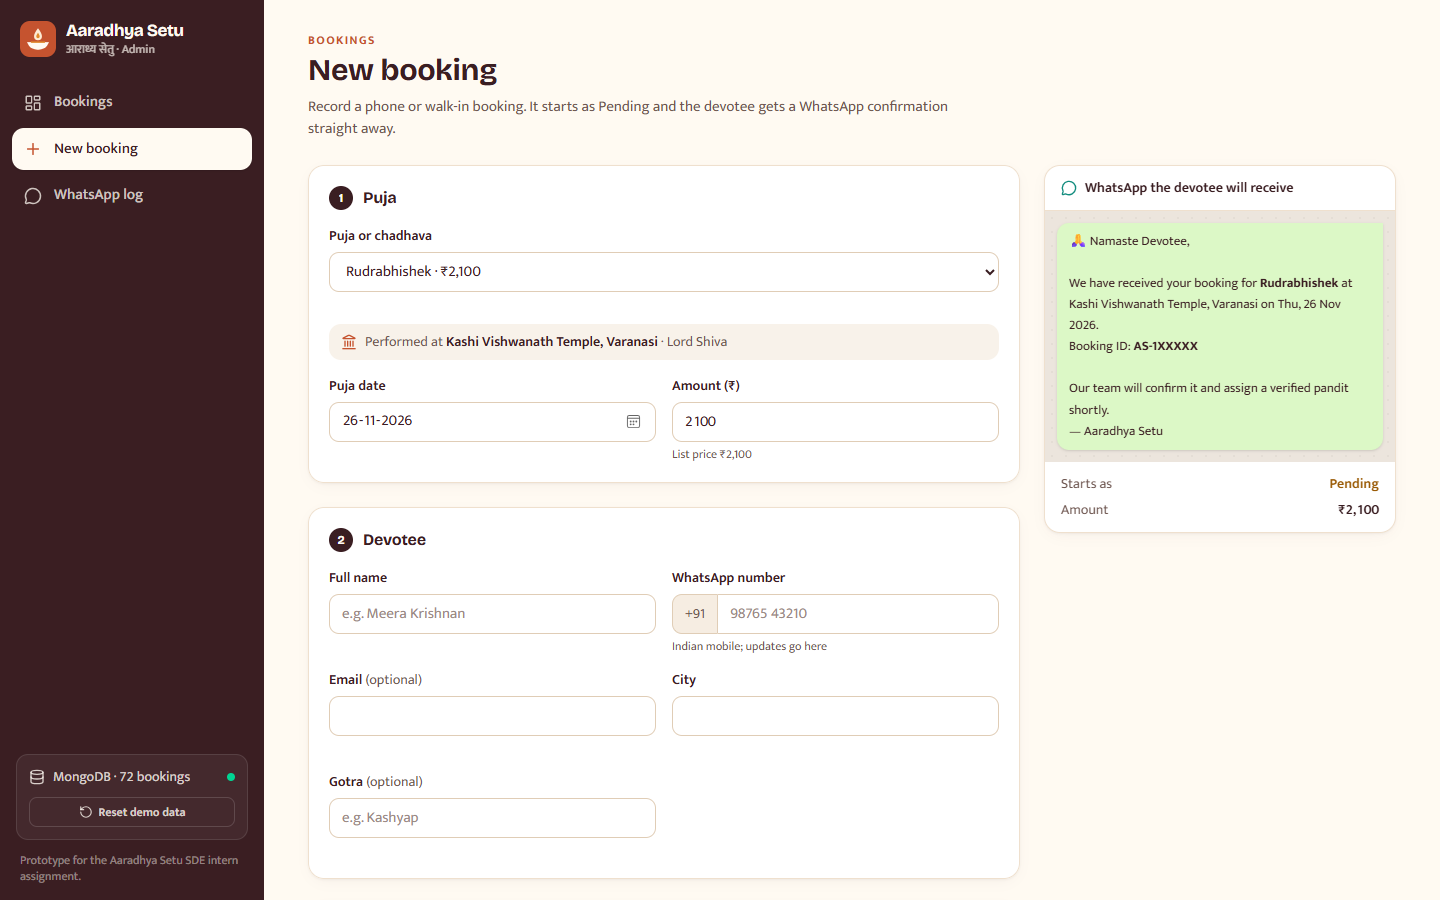 Aaradhya Setu
आराध्य सेतु · Admin
Bookings
New booking
WhatsApp log
MongoDB · 72 bookings
Reset demo data
Prototype for the Aaradhya Setu SDE intern
assignment.
BOOKINGS
New booking
Record a phone or walk-in booking. It starts as Pending and the devotee gets a WhatsApp confirmation
straight away.
1 Puja
Puja or chadhava
Rudrabhishek · ₹2,100
Performed at Kashi Vishwanath Temple, Varanasi · Lord Shiva
Puja date
26-11-2026
Amount (₹)
2100
List price ₹2,100
2 Devotee
Full name
e.g. Meera Krishnan
WhatsApp number
+91 98765 43210
Indian mobile; updates go here
Email (optional)
City
Gotra (optional)
e.g. Kashyap
WhatsApp the devotee will receive
🙏 Namaste Devotee,
We have received your booking for Rudrabhishek at
Kashi Vishwanath Temple, Varanasi on Thu, 26 Nov
2026.
Booking ID: AS-1XXXXX
Our team will confirm it and assign a verified pandit
shortly.
— Aaradhya Setu
Starts as Pending
Amount ₹2,100